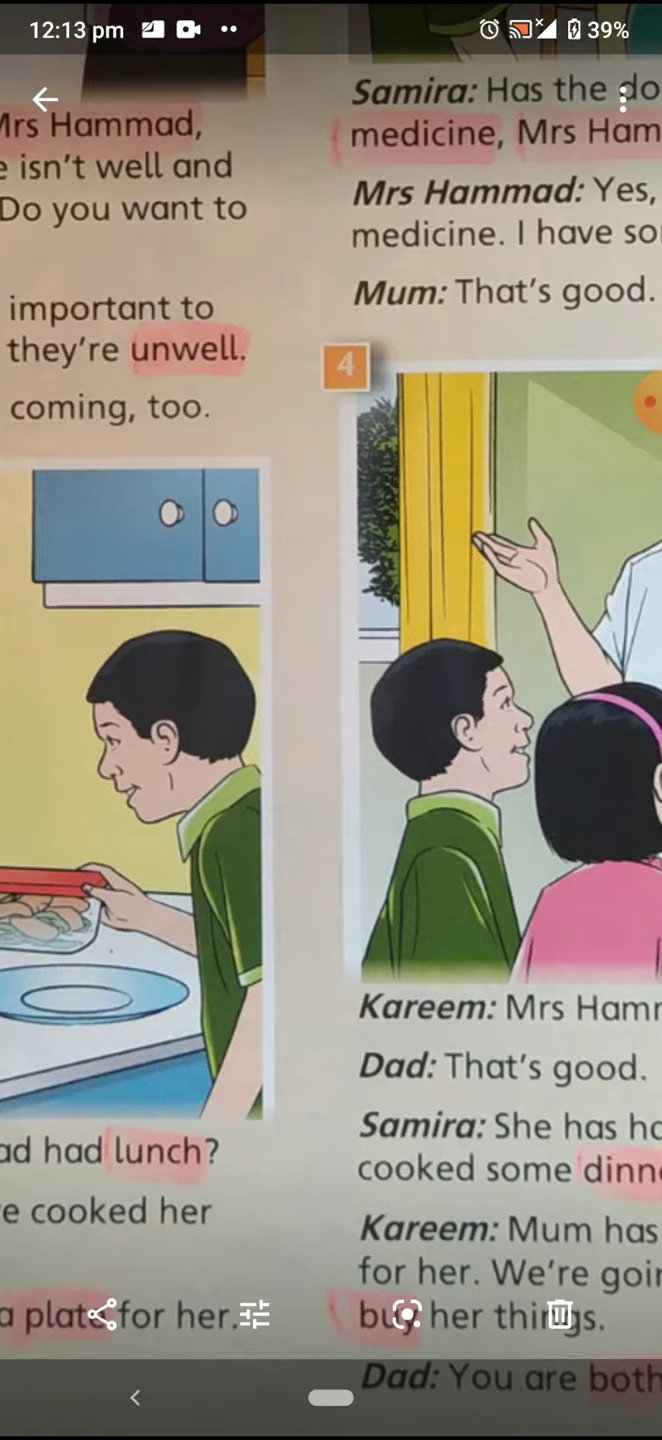 12:13 pm
39%
Mrs Hammad,
isn't well and
Do you want to
important to
they're unwell.
coming, too.
had lunch?
cooked her
a plate for her.
Samira: Has the
medicine, Mrs
Mrs Hammad: Yes,
medicine. I have
Mum: That's good.
4
Kareem: Mrs
Dad: That's good.
Samira: She has
cooked some
Kareem: Mum has
for her. We're
buy her things.
Dad: You are both